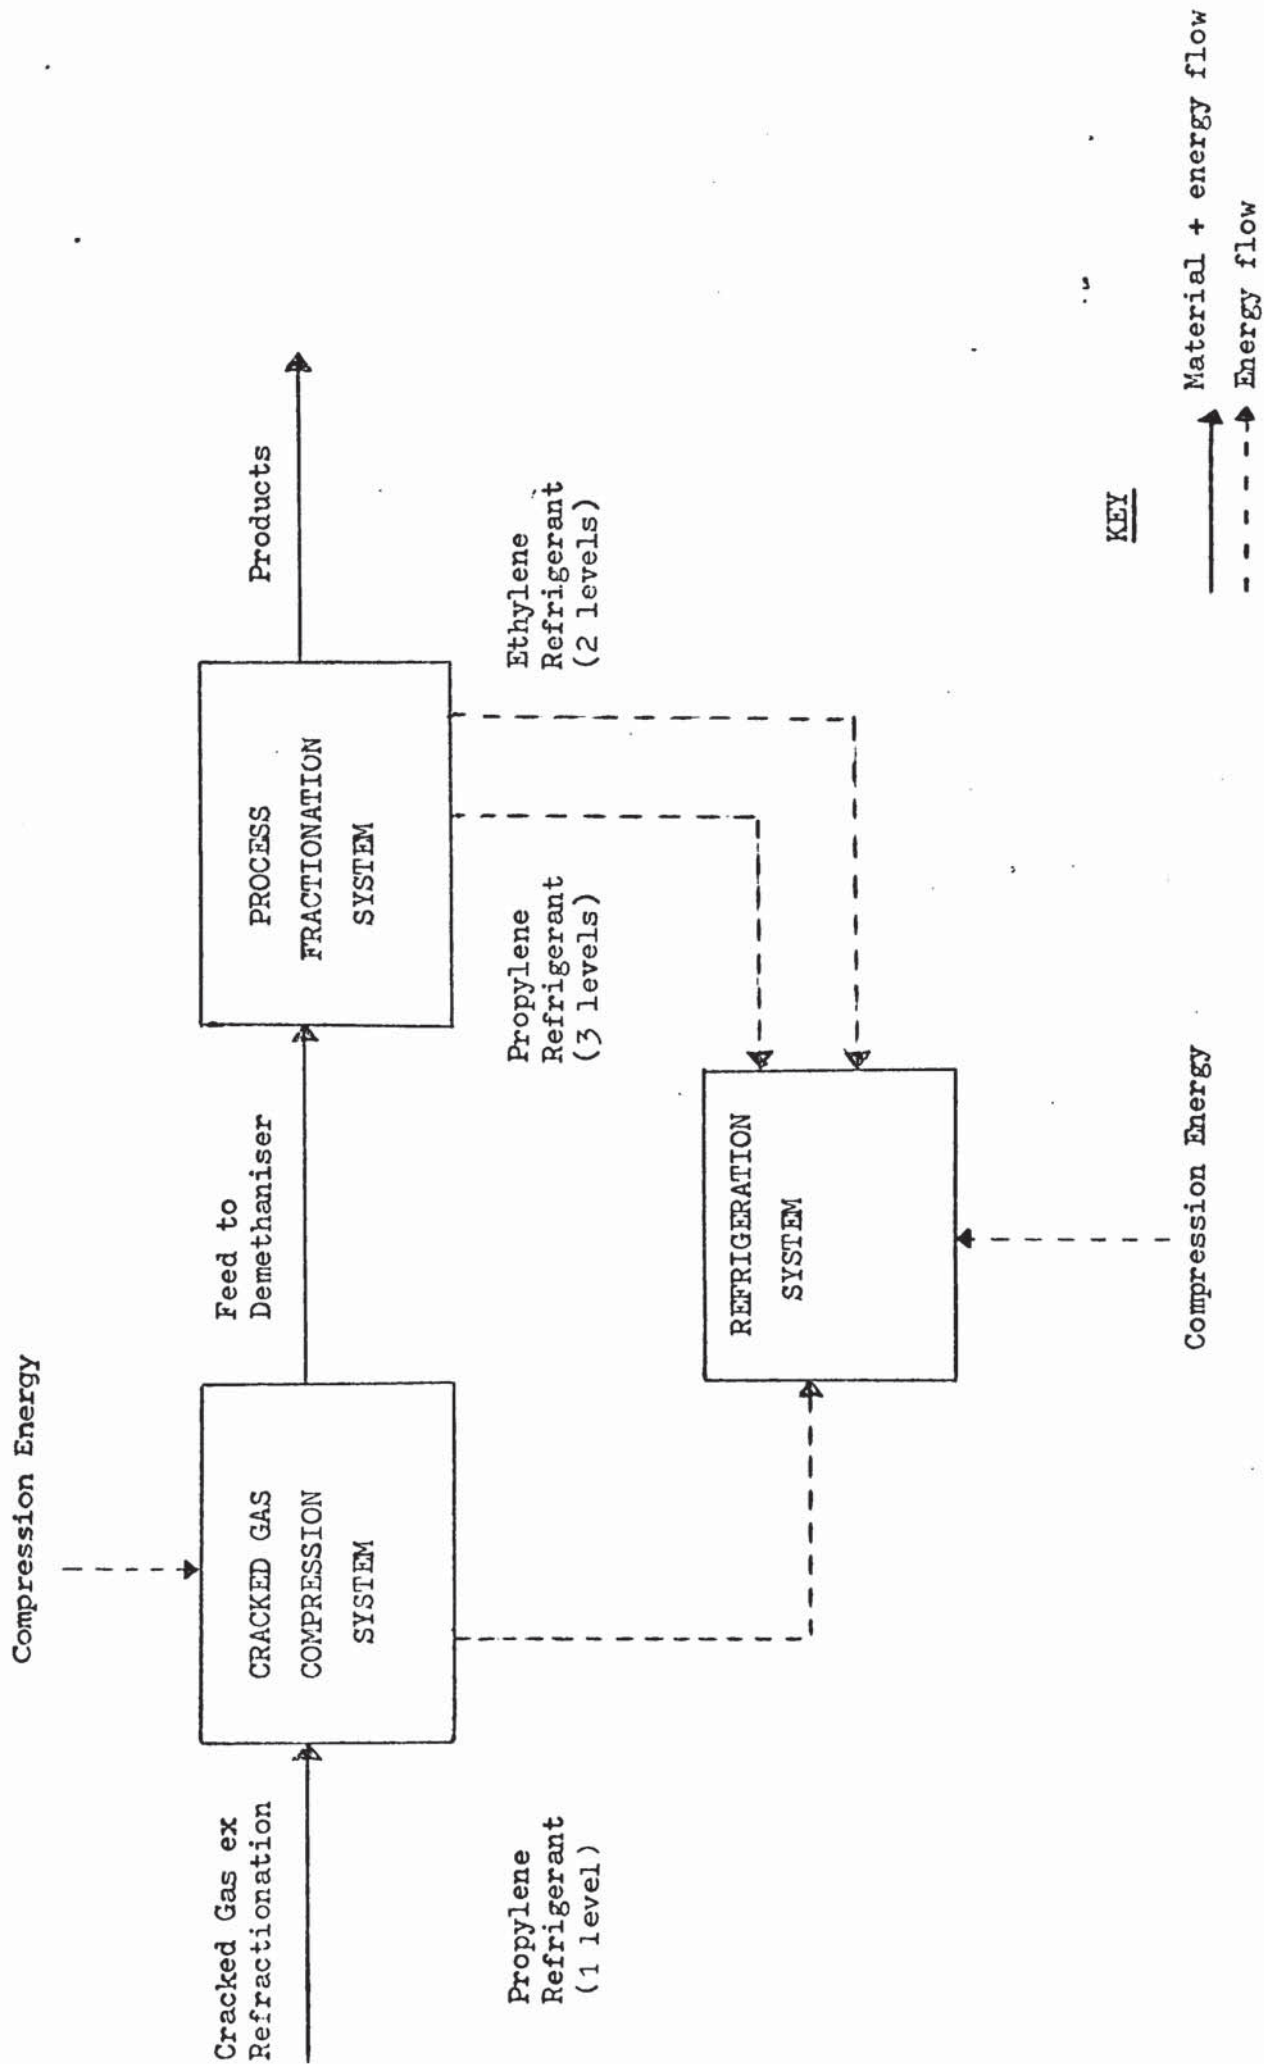 Compression Energy
Cracked Gas ex
Refractionation
CRACKED GAS
COMPRESSION
SYSTEM
Feed to
Demethaniser
PROCESS
FRACTIONATION
SYSTEM
Products
Propylene
Refrigerant
(1 level)
Propylene
Refrigerant
(3 levels)
Ethylene
Refrigerant
(2 levels)
REFRIGERATION
SYSTEM
Compression Energy
KEY
Material + energy flow
Energy flow